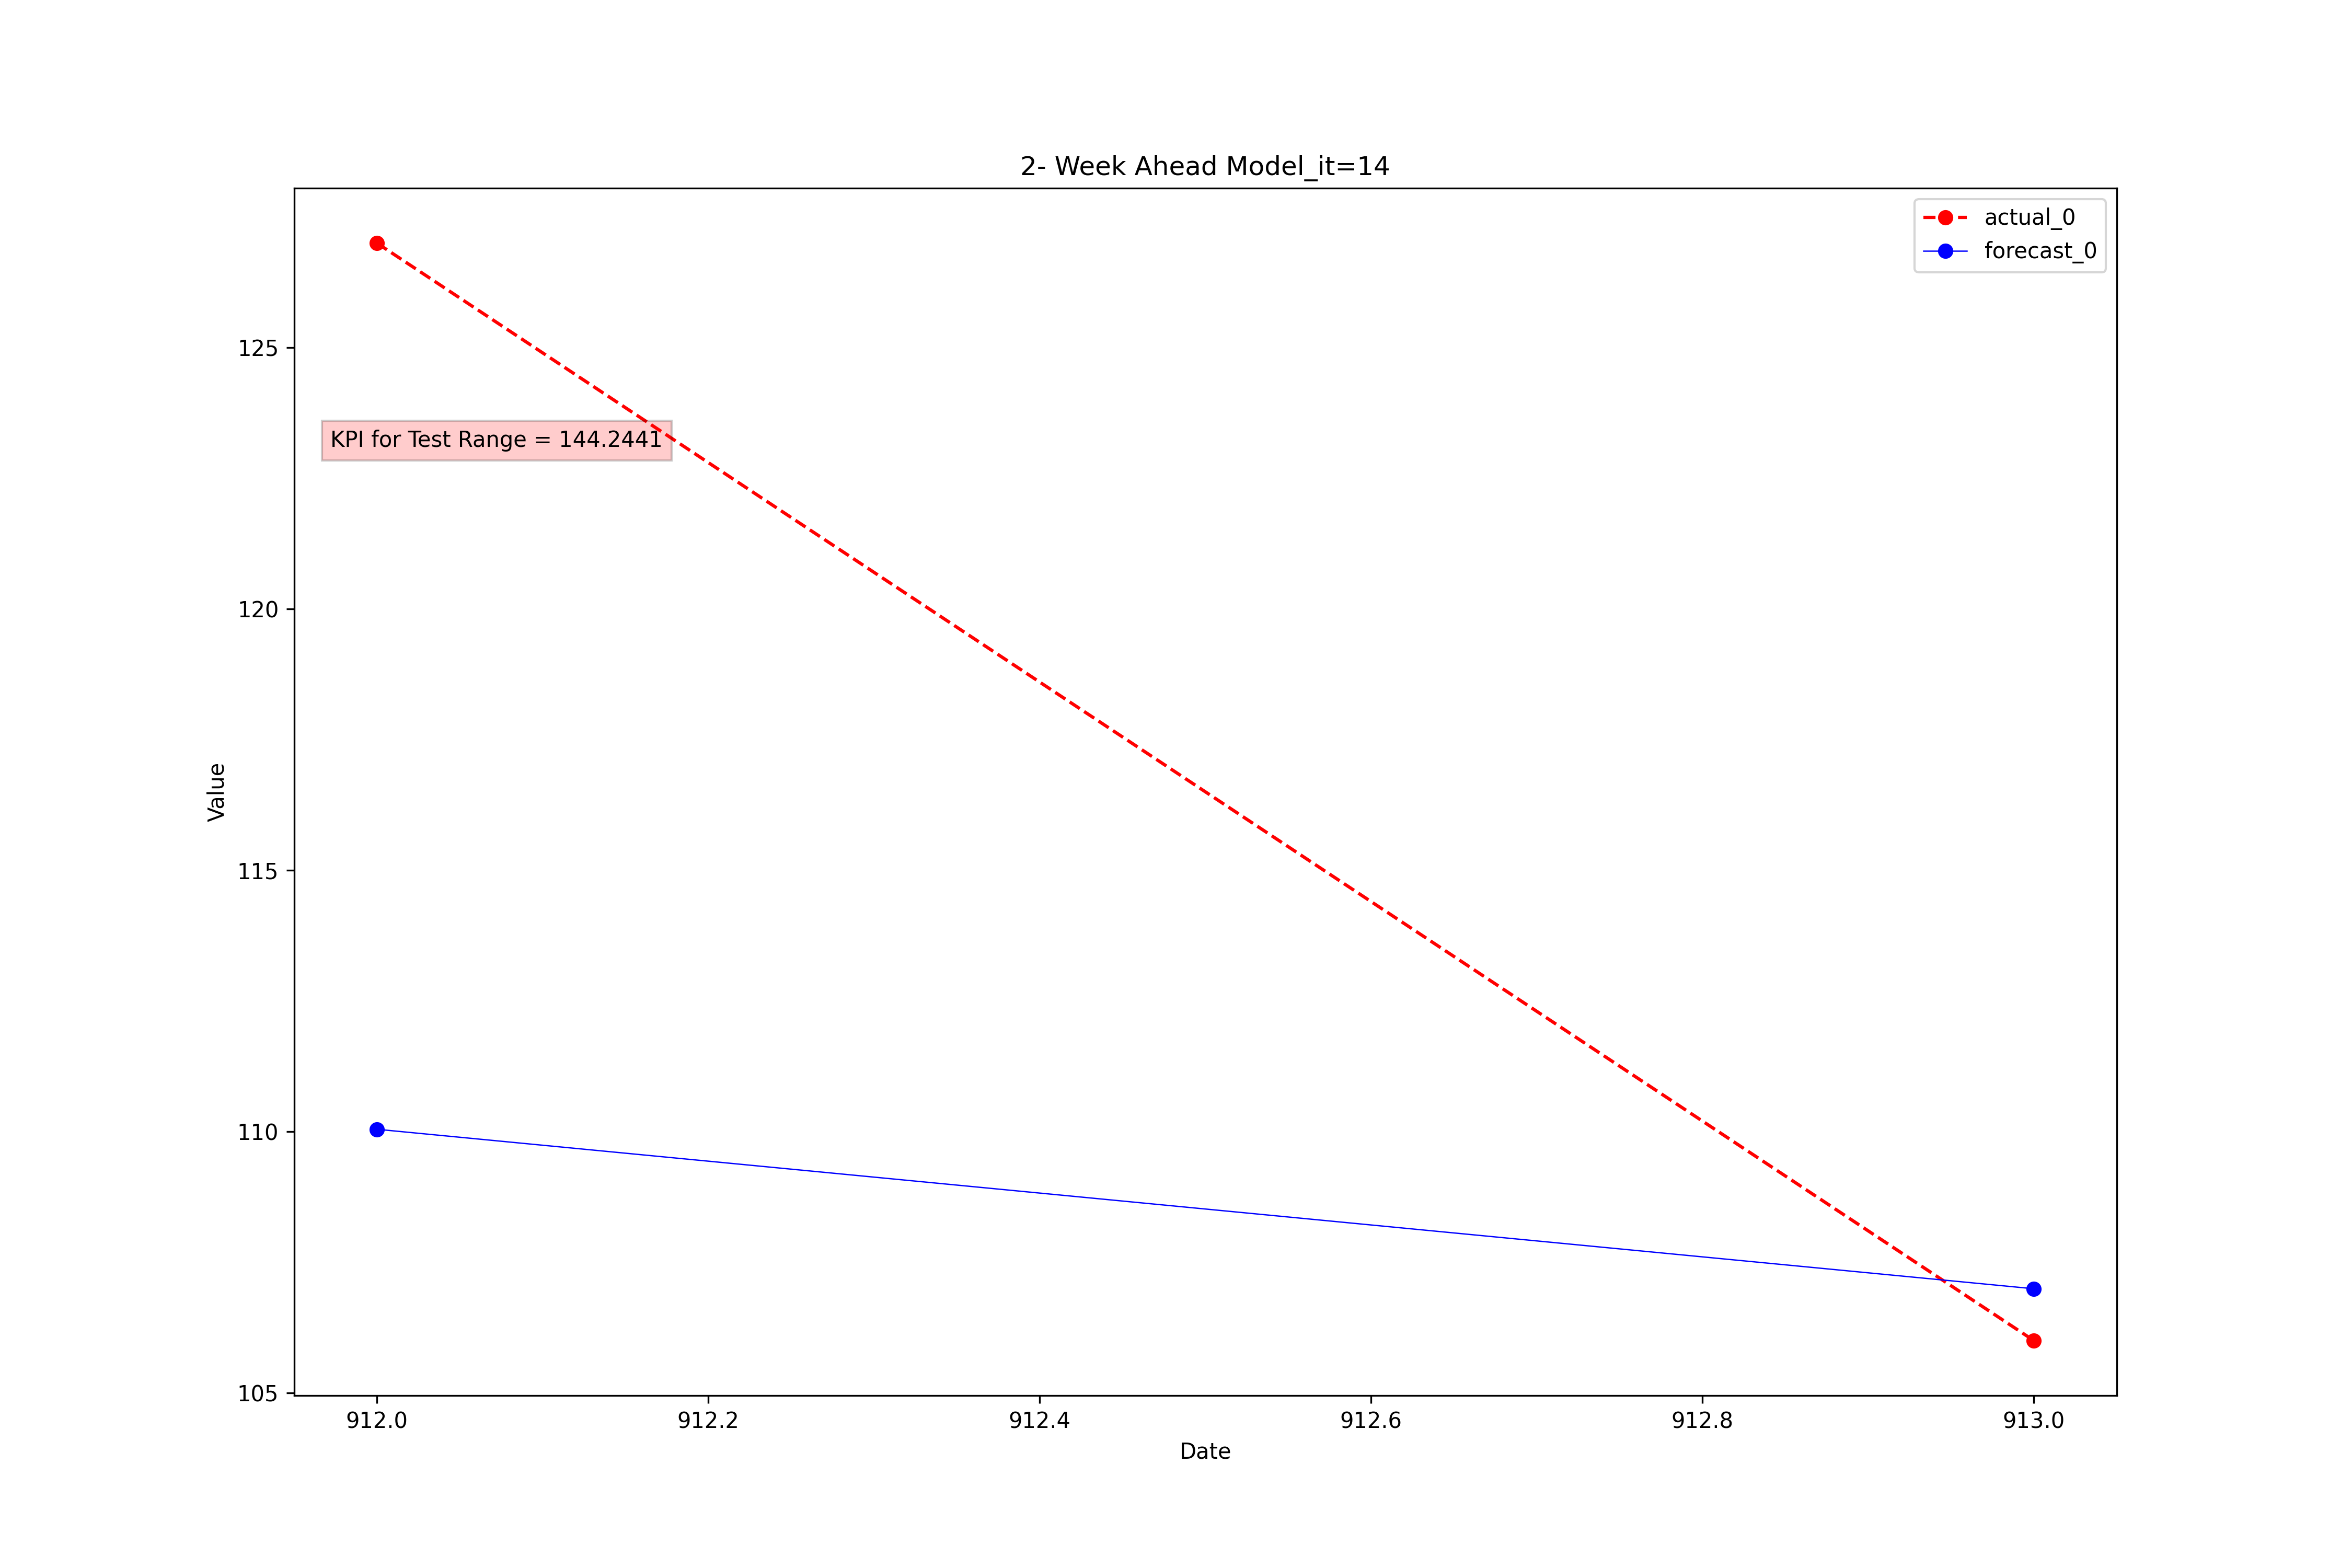 2- Week Ahead Model_it=14
actual_0
forecast_0
KPI for Test Range = 144.2441
Value
125
120
115
110
105
912.0 912.2 912.4 912.6 912.8 913.0
Date